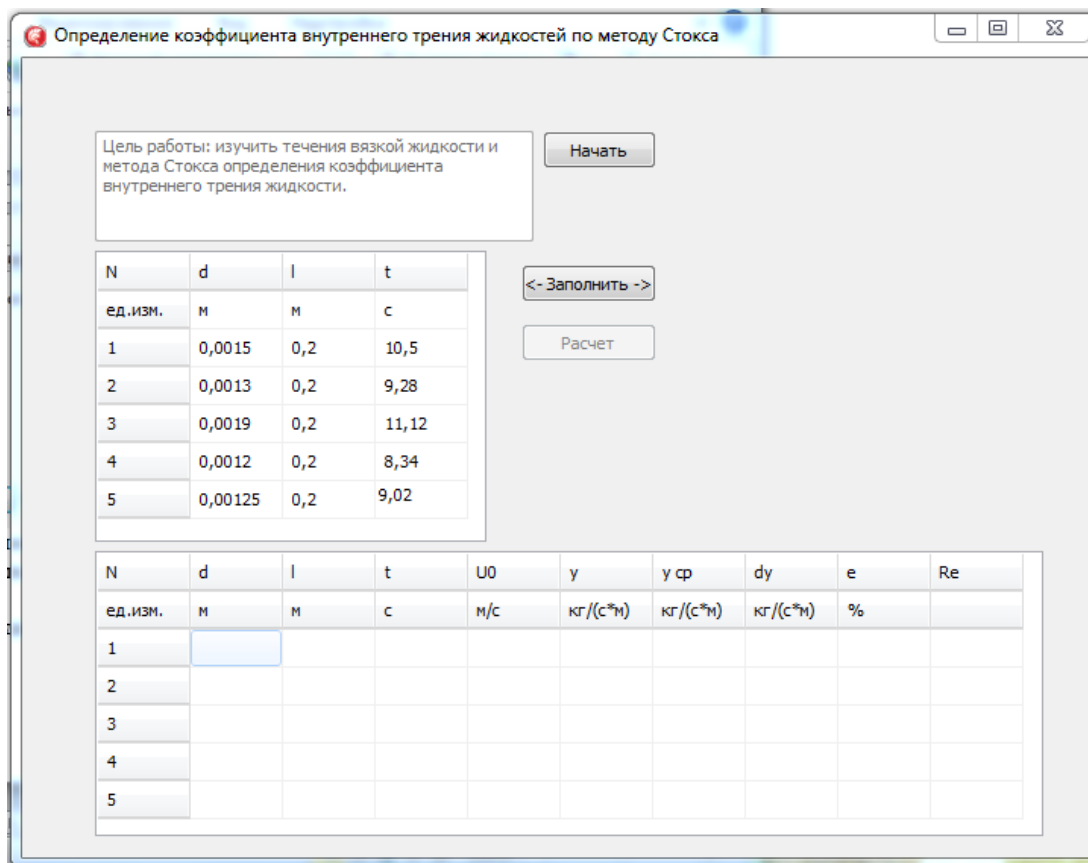 Определение коэффициента внутреннего трения жидкостей по методу Стокса
Цель работы: изучить течения вязкой жидкости и
метода Стокса определения коэффициента
внутреннего трения жидкости.
Начать
N d l t
ед.изм. м м с
1 0,0015 0,2 10,5
2 0,0013 0,2 9,28
3 0,0019 0,2 11,12
4 0,0012 0,2 8,34
5 0,00125 0,2 9,02
<- Заполнить ->
Расчет
N d l t U0 y y ср dy e Re
ед.изм. м м с м/с кг/(с*м) кг/(с*м) кг/(с*м) %
1
2
3
4
5